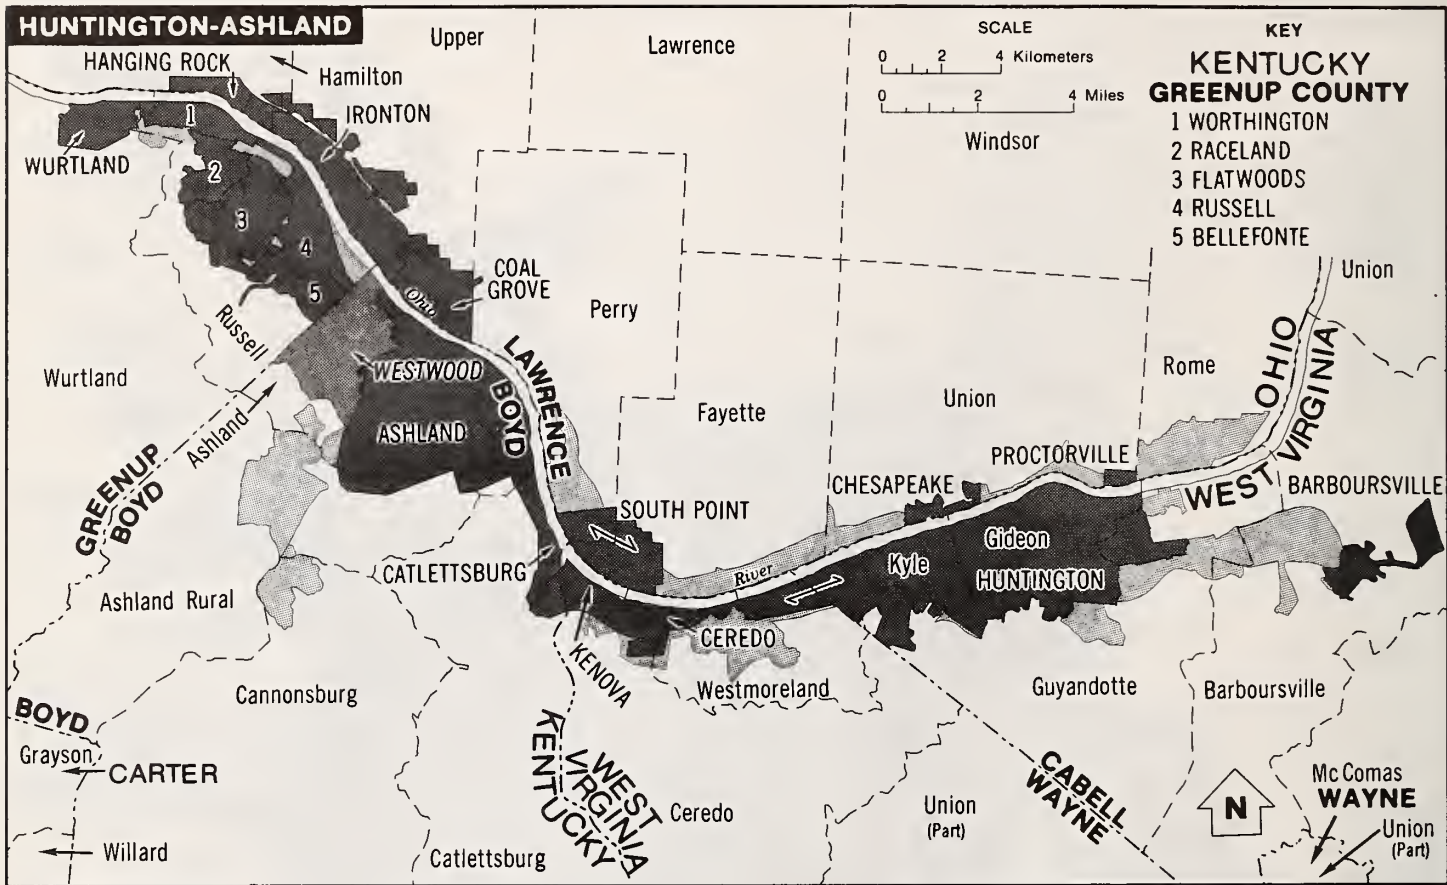 HUNTINGTON-ASHLAND
HANGING ROCK
Hamilton
Upper
Lawrence
SCALE
0 2 4 Kilometers
0 2 4 Miles
Windsor
KEY
KENTUCKY
GREENUP COUNTY
1 WORTHINGTON
2 RACELAND
3 FLATWOODS
4 RUSSELL
5 BELLEFONTE
IRONTON
1
WURTLAND
2
3
4
5
COAL
GROVE
Ohio
Russell
Perry
Union
Wurtland
WESTWOOD
LAWRENCE
BOYD
Rome
OHIO
WEST VIRGINIA
Ashland
ASHLAND
Fayette
Union
GREENUP
BOYD
PROCTORVILLE
CHESAPEAKE
BARBOURSVILLE
SOUTH POINT
Gideon
Kyle
HUNTINGTON
River
CATLETTSBURG
Ashland Rural
CEREDO
KENOVA
Westmoreland
Guyandotte
Barboursville
Cannonsburg
BOYD
Grayson
CARTER
WEST
VIRGINIA
KENTUCKY
Ceredo
CABELL
WAYNE
Union
(Part)
N
Mc Comas
WAYNE
Union
(Part)
Willard
Catlettsburg